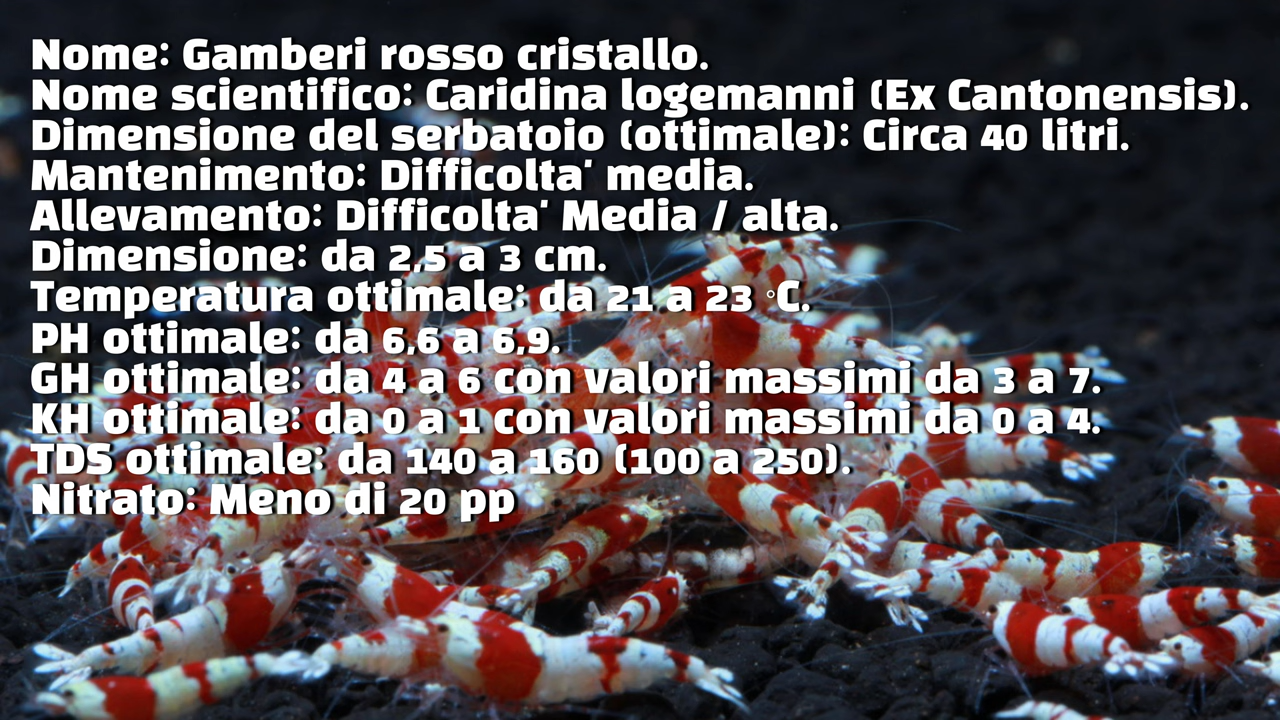 Nome: Gamberi rosso cristallo.
Nome scientifico: Caridina logemanni (Ex Cantonensis).
Dimensione del serbatoio (ottimale): Circa 40 litri.
Mantenimento: Difficolta' media.
Allevamento: Difficolta' Media / alta.
Dimensione: da 2,5 a 3 cm.
Temperatura ottimale: da 21 a 23 °C.
PH ottimale: da 6,6 a 6,9.
GH ottimale: da 4 a 6 con valori massimi da 3 a 7.
KH ottimale: da 0 a 1 con valori massimi da 0 a 4.
TDS ottimale: da 140 a 160 (100 a 250).
Nitrato: Meno di 20 pp